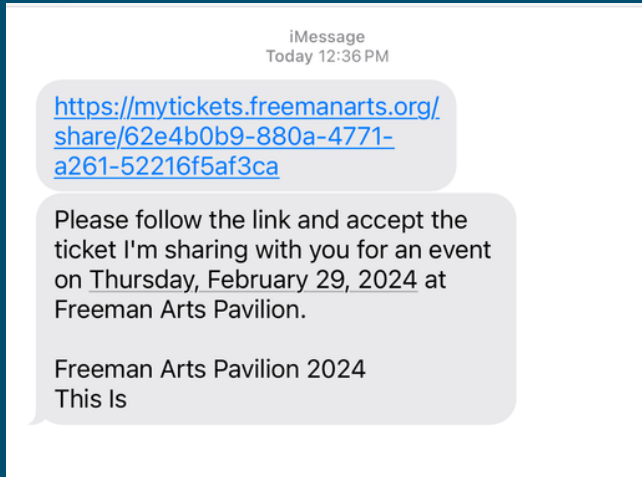 iMessage
Today 12:36 PM
https://mytickets.freemanarts.org/
share/62e4b0b9-880a-4771-
a261-52216f5af3ca
Please follow the link and accept the
ticket I'm sharing with you for an event
on Thursday, February 29, 2024 at
Freeman Arts Pavilion.
Freeman Arts Pavilion 2024
This Is